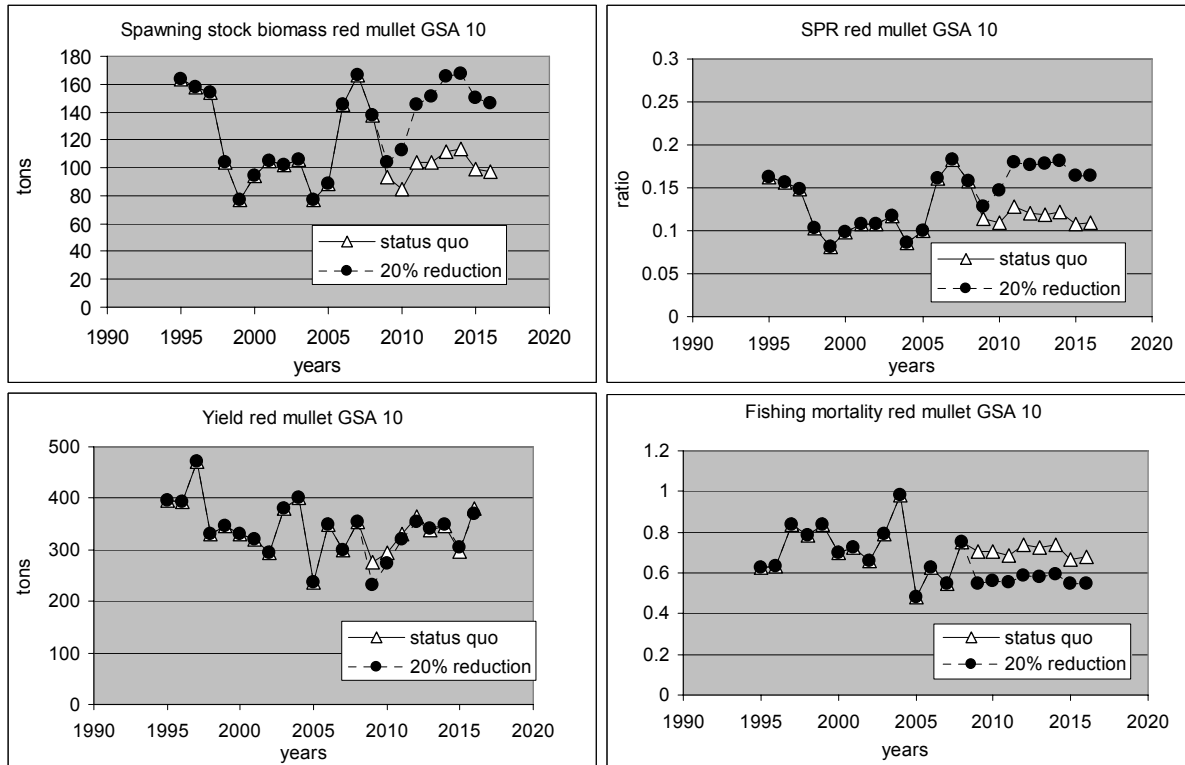 Spawning stock biomass red mullet GSA 10
tons
180
160
140
120
100
80
60
40
20
0
status quo
20% reduction
1990 1995 2000 2005 2010 2015 2020
years
SPR red mullet GSA 10
ratio
0.3
0.25
0.2
0.15
0.1
0.05
0
status quo
20% reduction
1990 1995 2000 2005 2010 2015 2020
years
Yield red mullet GSA 10
tons
500
400
300
200
100
0
status quo
20% reduction
1990 1995 2000 2005 2010 2015 2020
years
Fishing mortality red mullet GSA 10
1.2
1
0.8
0.6
0.4
0.2
0
status quo
20% reduction
1990 1995 2000 2005 2010 2015 2020
years